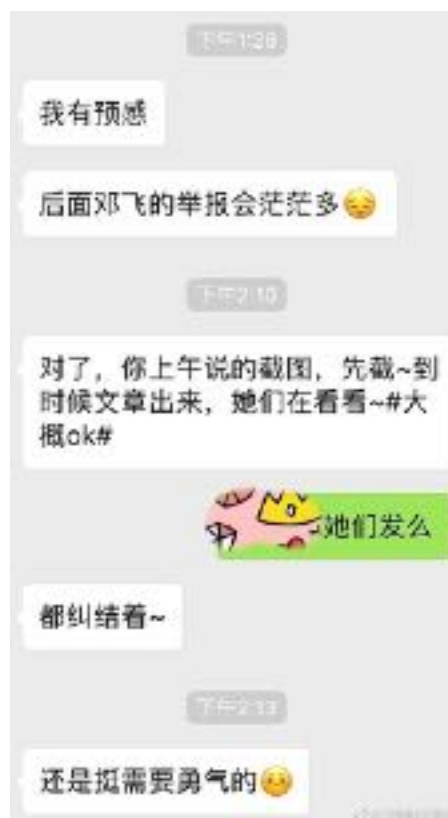 下午1:28
我有预感
后面邓飞的举报会茫茫多
下午2:10
对了，你上午说的截图，先截~到
时候文章出来，她们在看看~#大
概ok#
她们发么
都纠结着~
下午2:13
还是挺需要勇气的